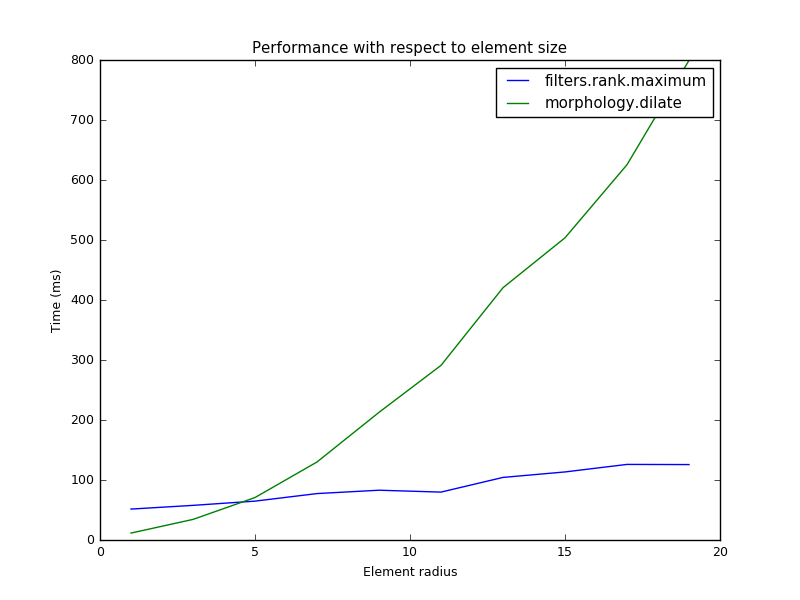 Performance with respect to element size
filters.rank.maximum
morphology.dilate
800
700
600
500
400
300
200
100
0
Time (ms)
0 5 10 15 20
Element radius